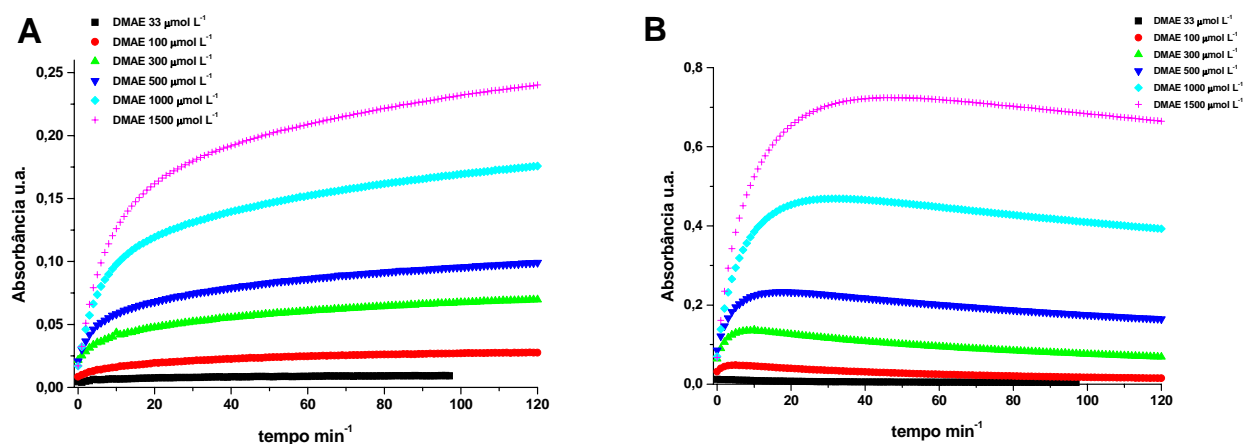 A
DMAE 33 µmol L⁻¹
DMAE 100 µmol L⁻¹
DMAE 300 µmol L⁻¹
DMAE 500 µmol L⁻¹
DMAE 1000 µmol L⁻¹
DMAE 1500 µmol L⁻¹
Absorbância u.a.
0,25
0,20
0,15
0,10
0,05
0,00
0 20 40 60 80 100 120
tempo min⁻¹
B
DMAE 33 µmol L⁻¹
DMAE 100 µmol L⁻¹
DMAE 300 µmol L⁻¹
DMAE 500 µmol L⁻¹
DMAE 1000 µmol L⁻¹
DMAE 1500 µmol L⁻¹
Absorbância u.a.
0,8
0,6
0,4
0,2
0,0
0 20 40 60 80 100 120
tempo min⁻¹